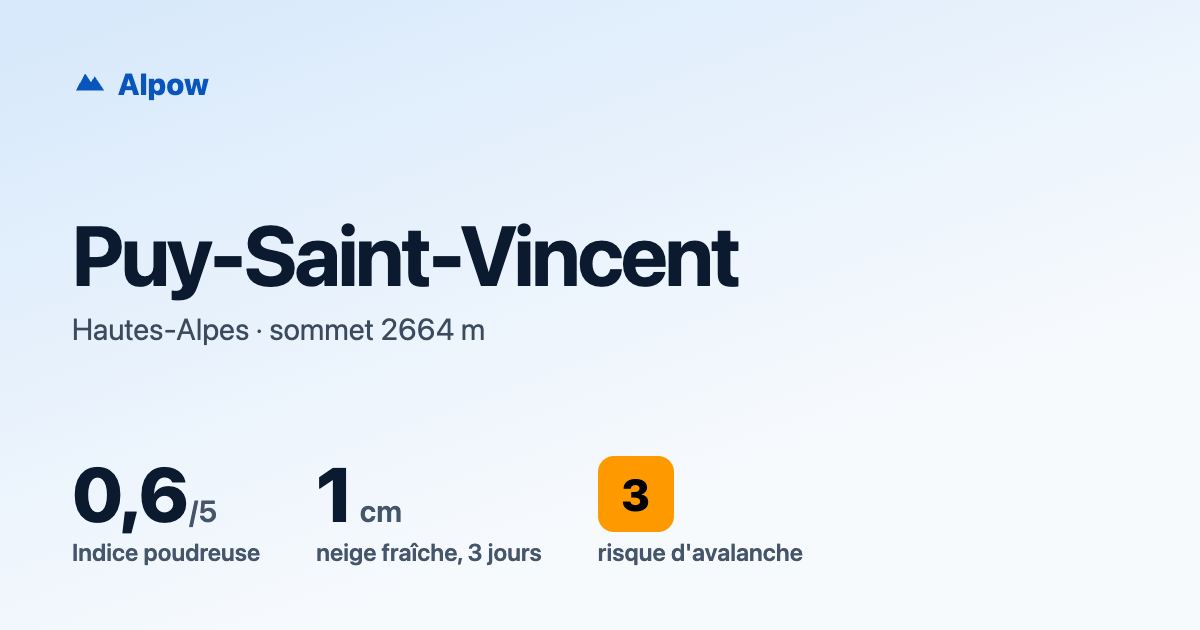 Alpow
Puy-Saint-Vincent
Hautes-Alpes · sommet 2664 m
0,6/5
Indice poudreuse
1 cm
neige fraîche, 3 jours
3
risque d'avalanche